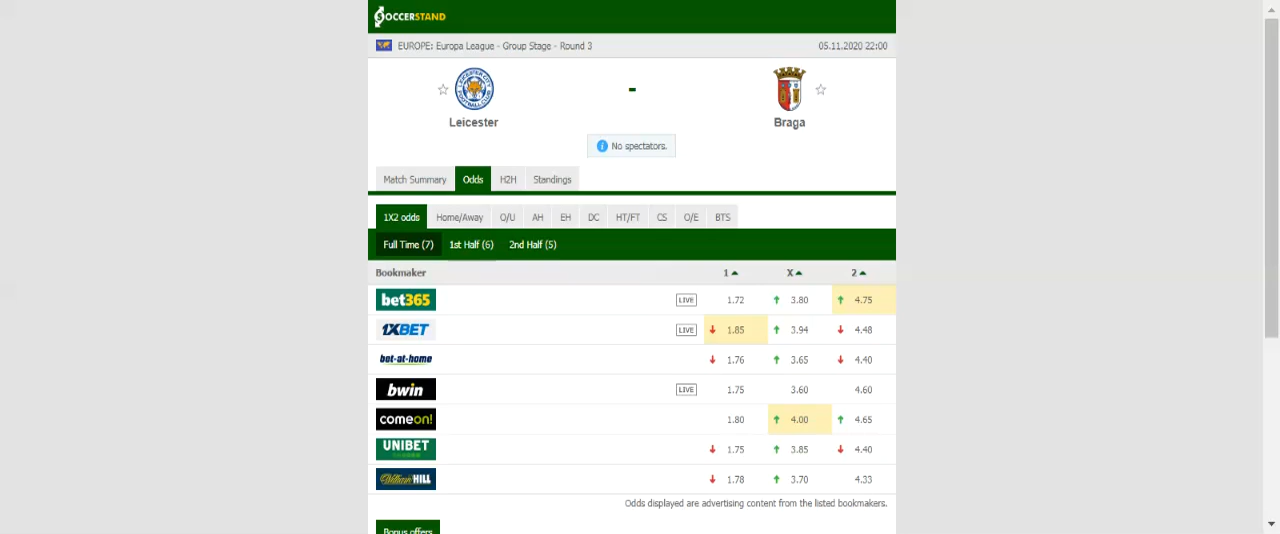 SOCCERSTAND
EUROPE: Europa League - Group Stage - Round 3 05.11.2020 22:00
Leicester - Braga
No spectators.
Match Summary Odds H2H Standings
1X2 odds Home/Away O/U AH EH DC HT/FT CS O/E BTS
Full Time (7) 1st Half (6) 2nd Half (5)
Bookmaker 1 X 2
bet365 LIVE 1.72 3.80 4.75
1XBET LIVE 1.85 3.94 4.48
bet-at-home 1.76 3.65 4.40
bwin LIVE 1.75 3.60 4.60
comeon! 1.80 4.00 4.65
UNIBET 1.75 3.85 4.40
William HILL 1.78 3.70 4.33
Odds displayed are advertising content from the listed bookmakers.
Bonus offers